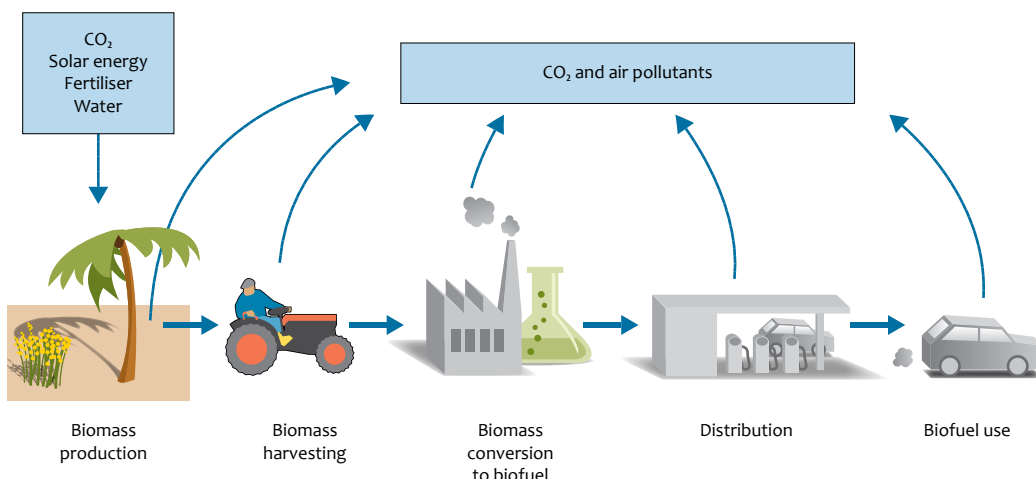 CO₂
Solar energy
Fertiliser
Water
CO₂ and air pollutants
Biomass
production
Biomass
harvesting
Biomass
conversion
to biofuel
Distribution
Biofuel use